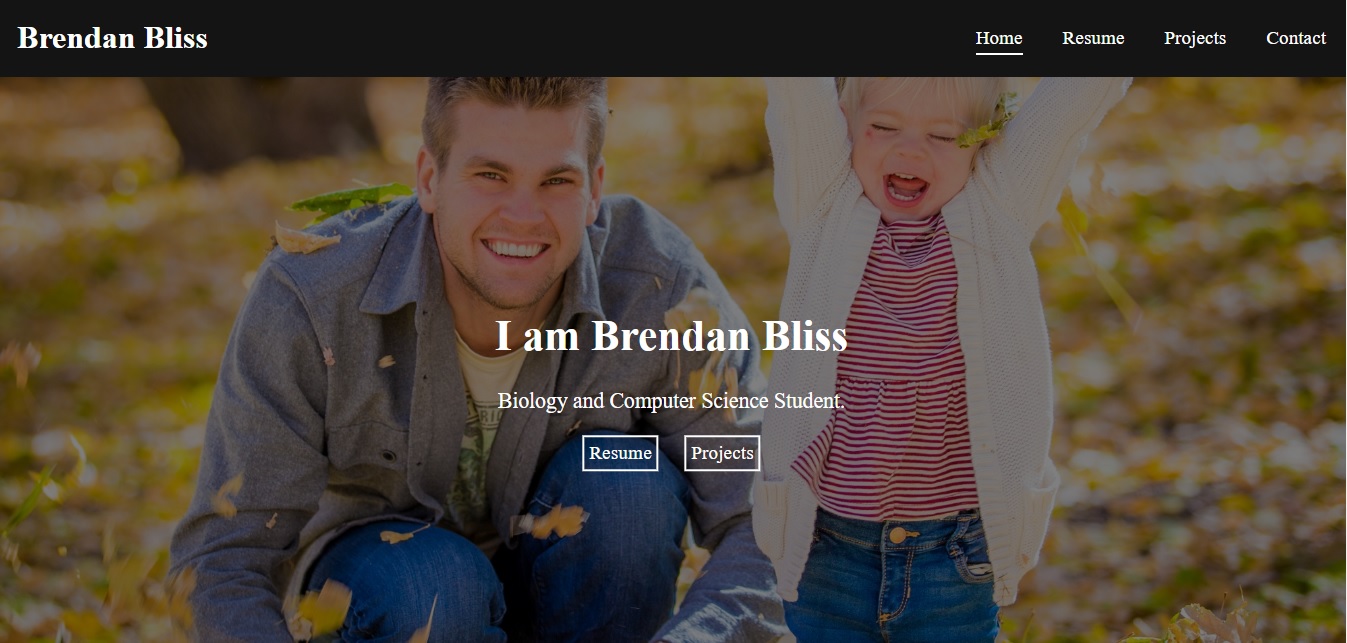 Brendan Bliss
Home Resume Projects Contact
I am Brendan Bliss
Biology and Computer Science Student.
Resume Projects